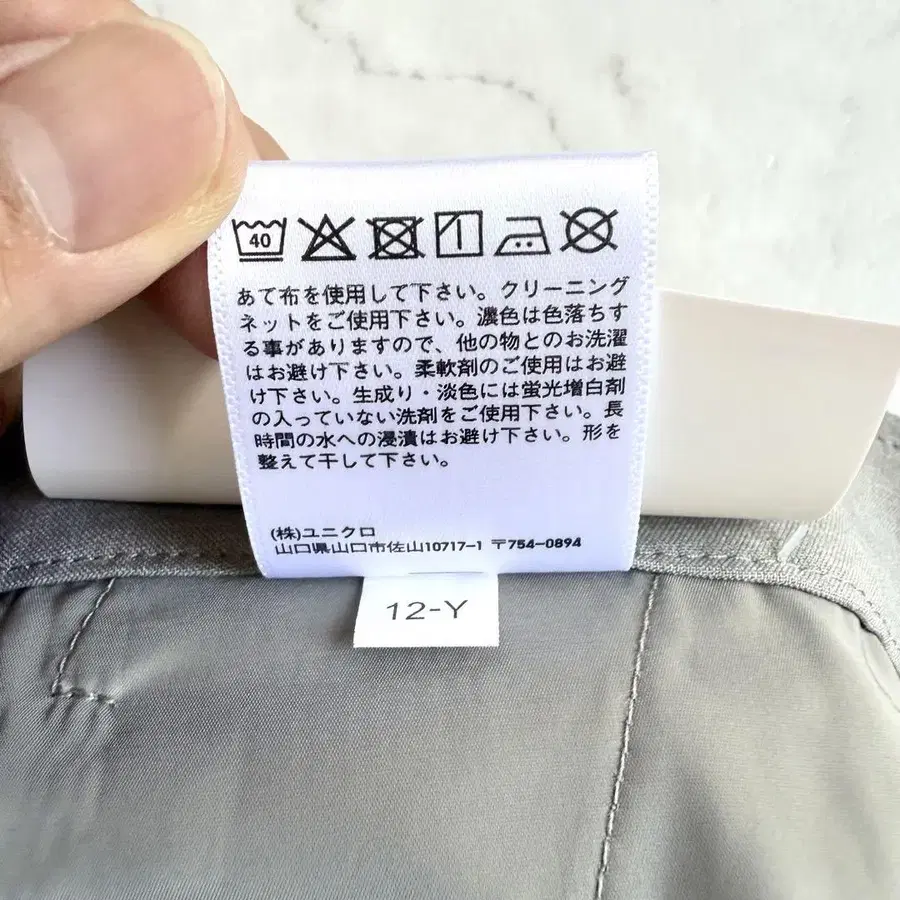 40
あて布を使用して下さい。クリーニング
ネットをご使用下さい。濃色は色落ちす
る事がありますので、他の物とのお洗濯
はお避け下さい。柔軟剤のご使用はお避
け下さい。生成り・淡色には蛍光増白剤
の入っていない洗剤をご使用下さい。長
時間の水への浸漬はお避け下さい。形を
整えて干して下さい。
(株)ユニクロ
山口県山口市佐山10717-1 〒754-0894
12-Y